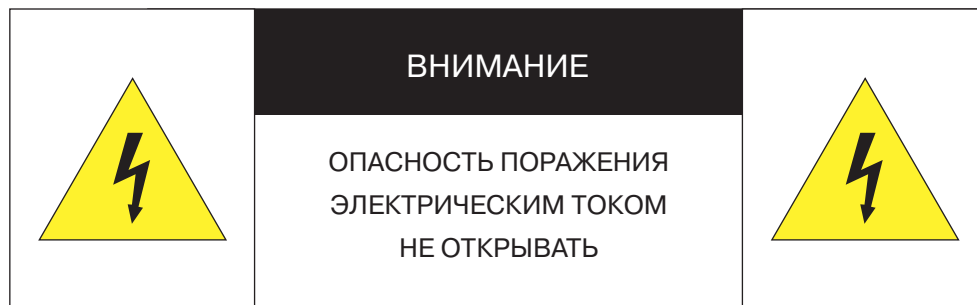 ВНИМАНИЕ
ОПАСНОСТЬ ПОРАЖЕНИЯ
ЭЛЕКТРИЧЕСКИМ ТОКОМ
НЕ ОТКРЫВАТЬ